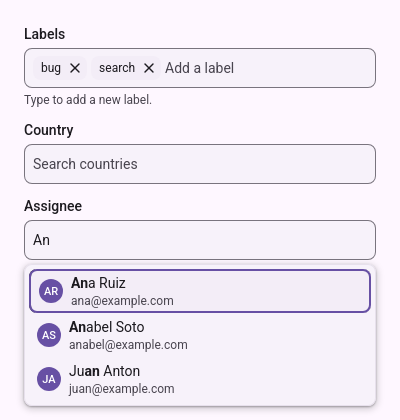 Labels
bug search Add a label
Type to add a new label.
Country
Search countries
Assignee
An
AR Ana Ruiz
ana@example.com
AS Anabel Soto
anabel@example.com
JA Juan Anton
juan@example.com